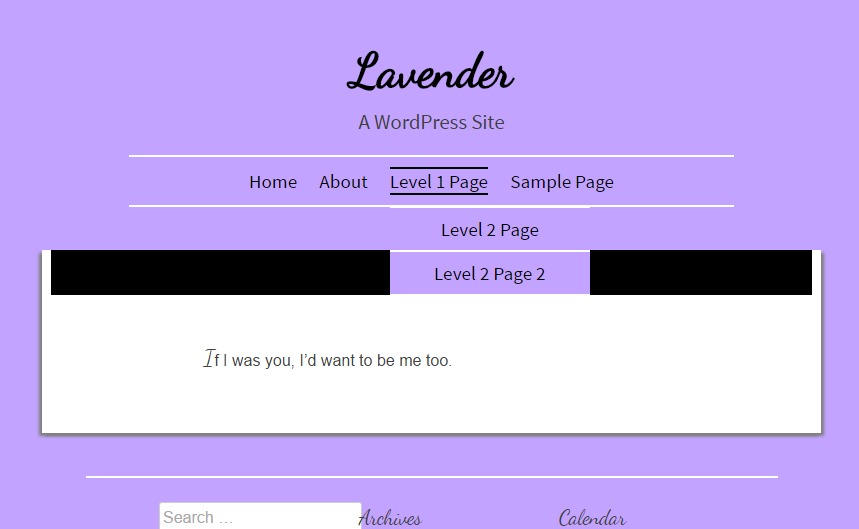 Lavender
A WordPress Site
Home About Level 1 Page Sample Page
Level 2 Page
Level 2 Page 2
If I was you, I’d want to be me too.
Search … Archives Calendar